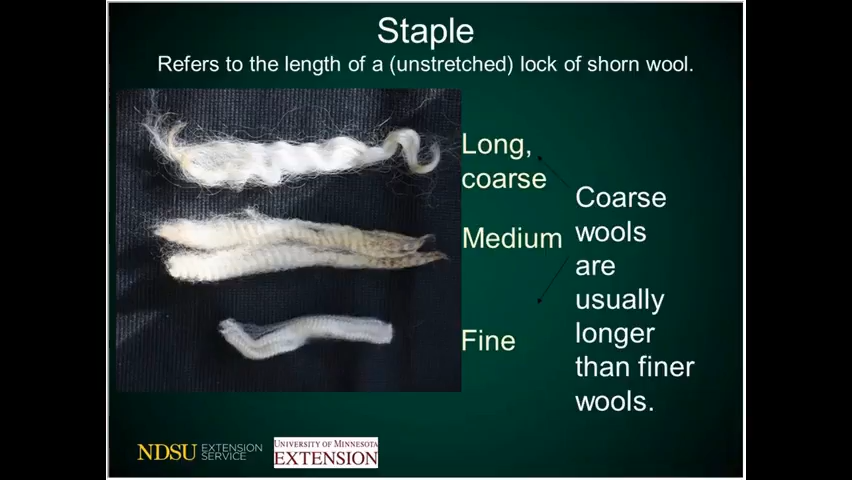 Staple
Refers to the length of a (unstretched) lock of shorn wool.
Long,
coarse
Medium
Fine
Coarse
wools
are
usually
longer
than finer
wools.
NDSU EXTENSION
SERVICE
UNIVERSITY OF MINNESOTA
EXTENSION